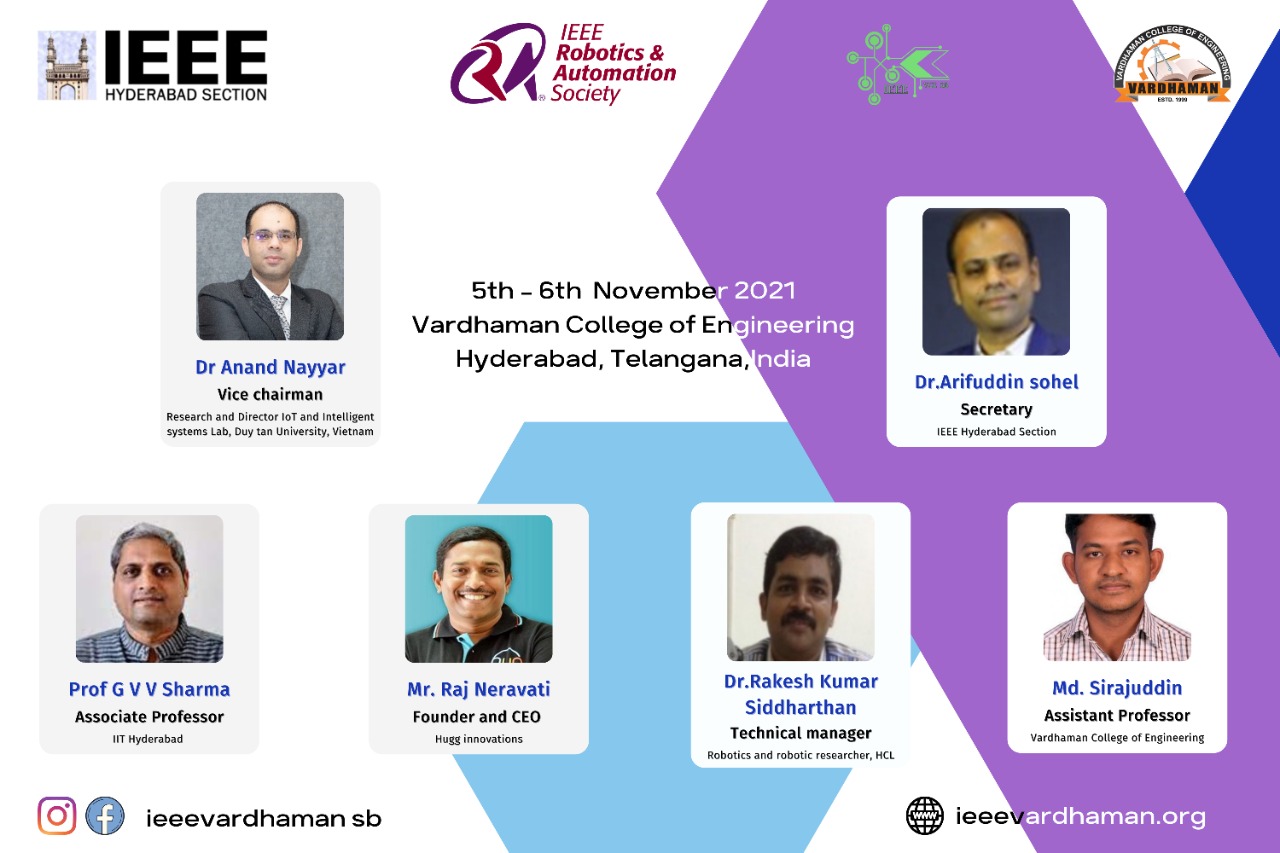 IEEE
HYDERABAD SECTION
IEEE
Robotics &
Automation
Society
VARDHAMAN COLLEGE OF ENGINEERING
VARDHAMAN
ESTD. 1999
5th - 6th November 2021
Vardhaman College of Engineering
Hyderabad, Telangana, India
Dr Anand Nayyar
Vice chairman
Research and Director IoT and Intelligent
systems Lab, Duy tan University, Vietnam
Dr.Arifuddin sohel
Secretary
IEEE Hyderabad Section
Prof G V V Sharma
Associate Professor
IIT Hyderabad
Mr. Raj Neravati
Founder and CEO
Hugg innovations
Dr.Rakesh Kumar
Siddharthan
Technical manager
Robotics and robotic researcher, HCL
Md. Sirajuddin
Assistant Professor
Vardhaman College of Engineering
ieeevardhaman sb
www
ieeevardhaman.org